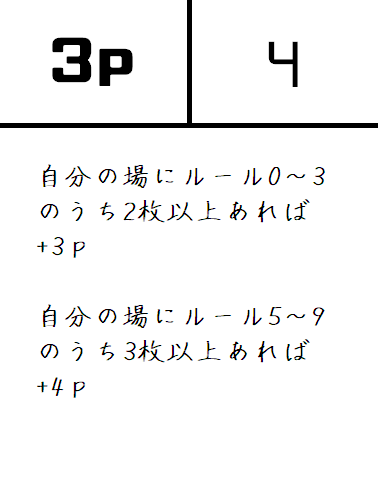 3p
4
自分の場にルール0～3
のうち2枚以上あれば
+3p
自分の場にルール5～9
のうち3枚以上あれば
+4p